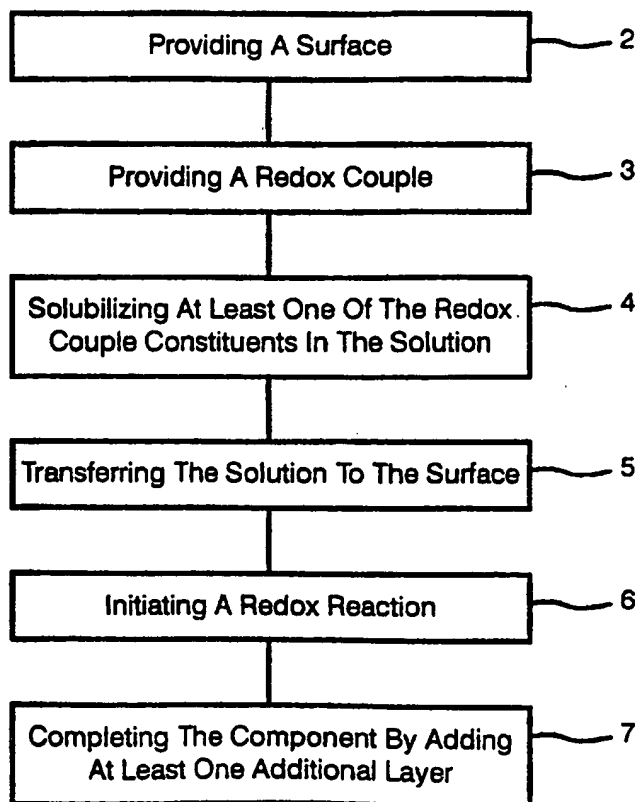 Providing A Surface
2
Providing A Redox Couple
3
Solubilizing At Least One Of The Redox
Couple Constituents In The Solution
4
Transferring The Solution To The Surface
5
Initiating A Redox Reaction
6
Completing The Component By Adding
At Least One Additional Layer
7